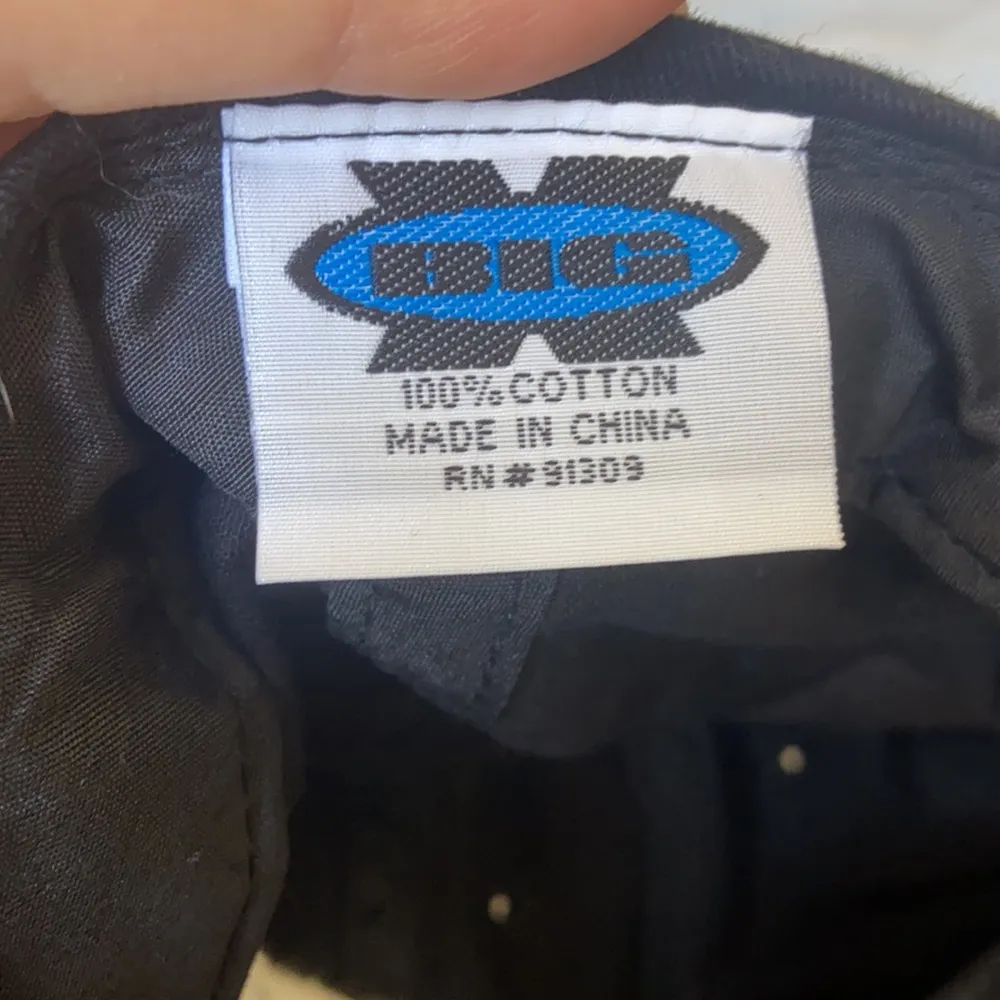 BIG
X
100% COTTON
MADE IN CHINA
RN # 91309